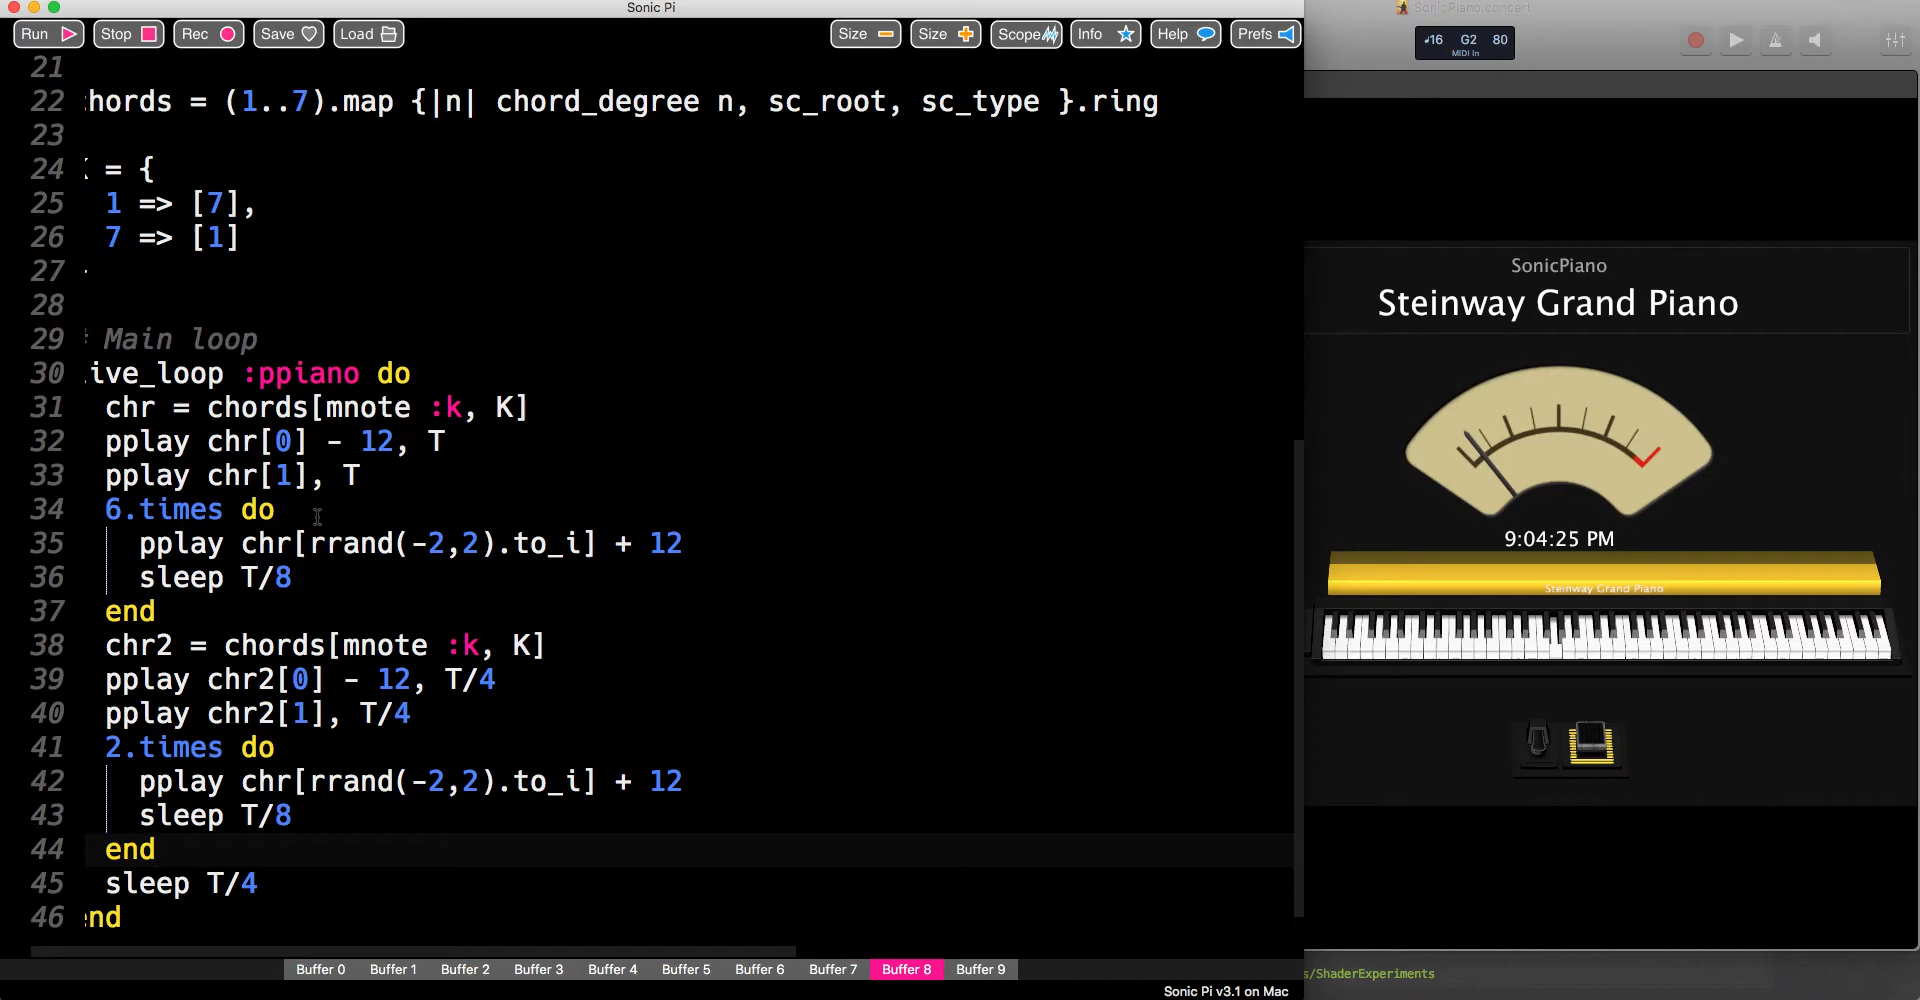 Sonic Pi
Run Stop Rec Save Load Size Size Scope Info Help Prefs
21
22 hords = (1..7).map {|n| chord_degree n, sc_root, sc_type }.ring
23
24 = {
25 1 => [7],
26 7 => [1]
27
28
29 Main loop
30 ive_loop :ppiano do
31 chr = chords[mnote :k, K]
32 pplay chr[0] - 12, T
33 pplay chr[1], T
34 6.times do
35 pplay chr[rrand(-2,2).to_i] + 12
36 sleep T/8
37 end
38 chr2 = chords[mnote :k, K]
39 pplay chr2[0] - 12, T/4
40 pplay chr2[1], T/4
41 2.times do
42 pplay chr[rrand(-2,2).to_i] + 12
43 sleep T/8
44 end
45 sleep T/4
46 nd
Buffer 0 Buffer 1 Buffer 2 Buffer 3 Buffer 4 Buffer 5 Buffer 6 Buffer 7 Buffer 8 Buffer 9
Sonic Pi v3.1 on Mac
SonicPiano.concert
16 G2 80
MIDI In
SonicPiano
Steinway Grand Piano
9:04:25 PM
Steinway Grand Piano
s/ShaderExperiments